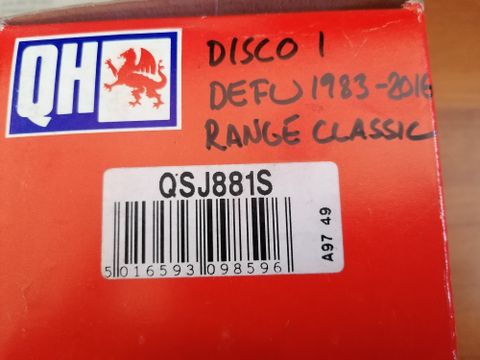 QH
DISCO 1
DEFU 1983-2016
RANGE CLASSIC
QSJ881S
5 016593 098596
A97 49